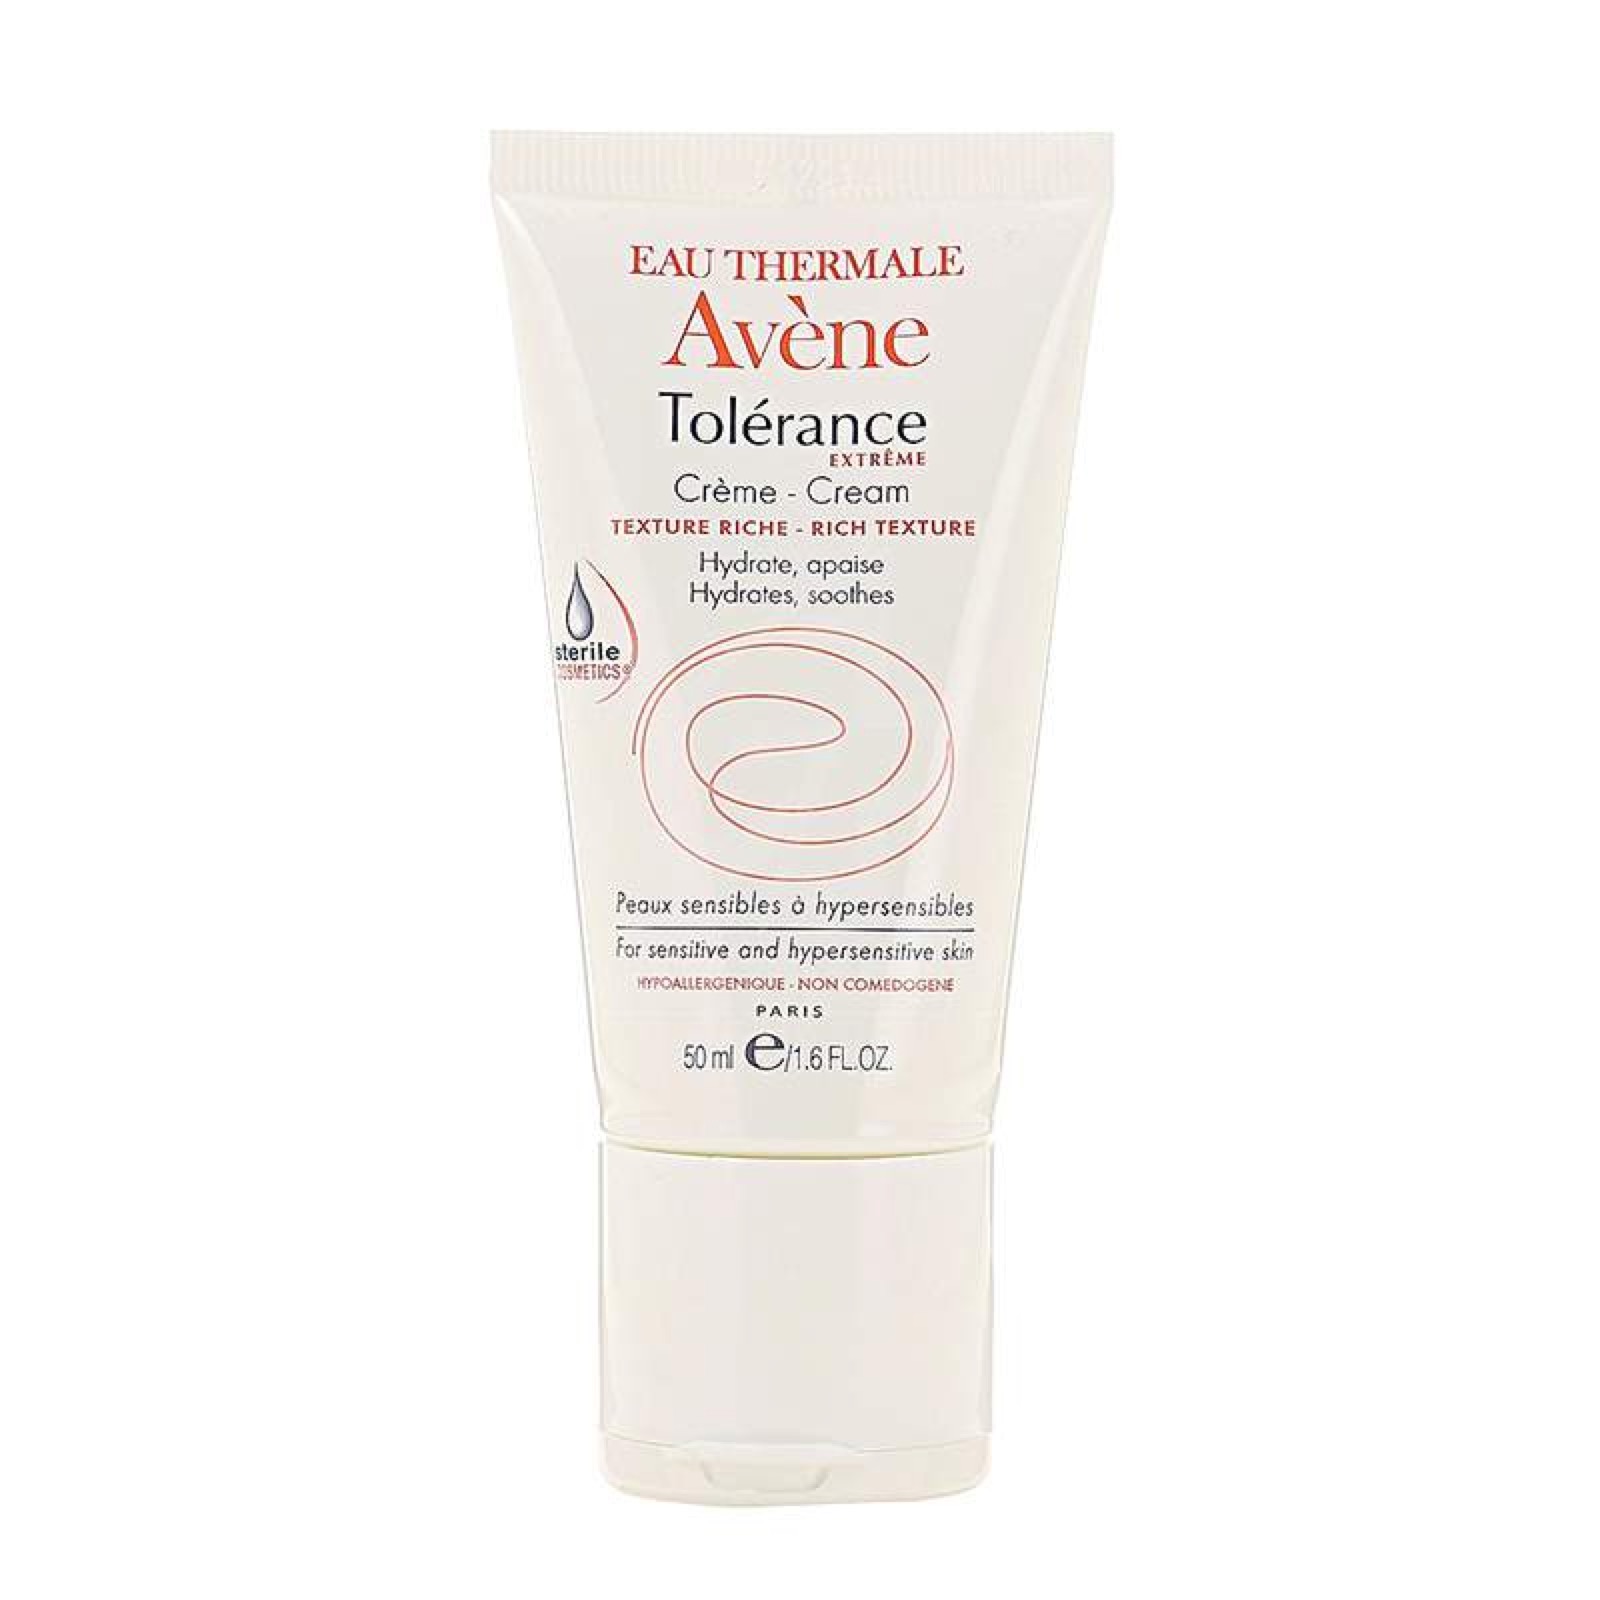 EAU THERMALE
Avène
Tolérance
EXTRÊME
Crème - Cream
TEXTURE RICHE - RICH TEXTURE
Hydrate, apaise
Hydrates, soothes
sterile
COSMETICS®
Peaux sensibles à hypersensibles
For sensitive and hypersensitive skin
HYPOALLERGENIQUE - NON COMEDOGENE
PARIS
50 ml e/1.6 FL.OZ.